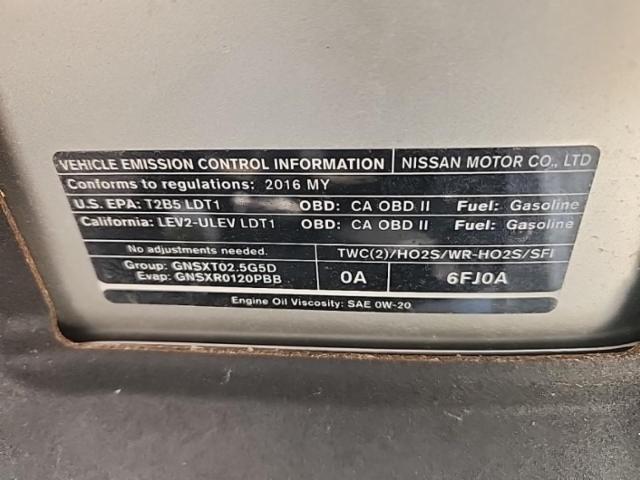 VEHICLE EMISSION CONTROL INFORMATION NISSAN MOTOR CO., LTD
Conforms to regulations: 2016 MY
U.S. EPA: T2B5 LDT1 OBD: CA OBD II Fuel: Gasoline
California: LEV2-ULEV LDT1 OBD: CA OBD II Fuel: Gasoline
No adjustments needed. TWC(2)/HO2S/WR-HO2S/SFI
Group: GNSXT02.5G5D
Evap: GNSXR0120PBB
0A 6FJ0A
Engine Oil Viscosity: SAE 0W-20